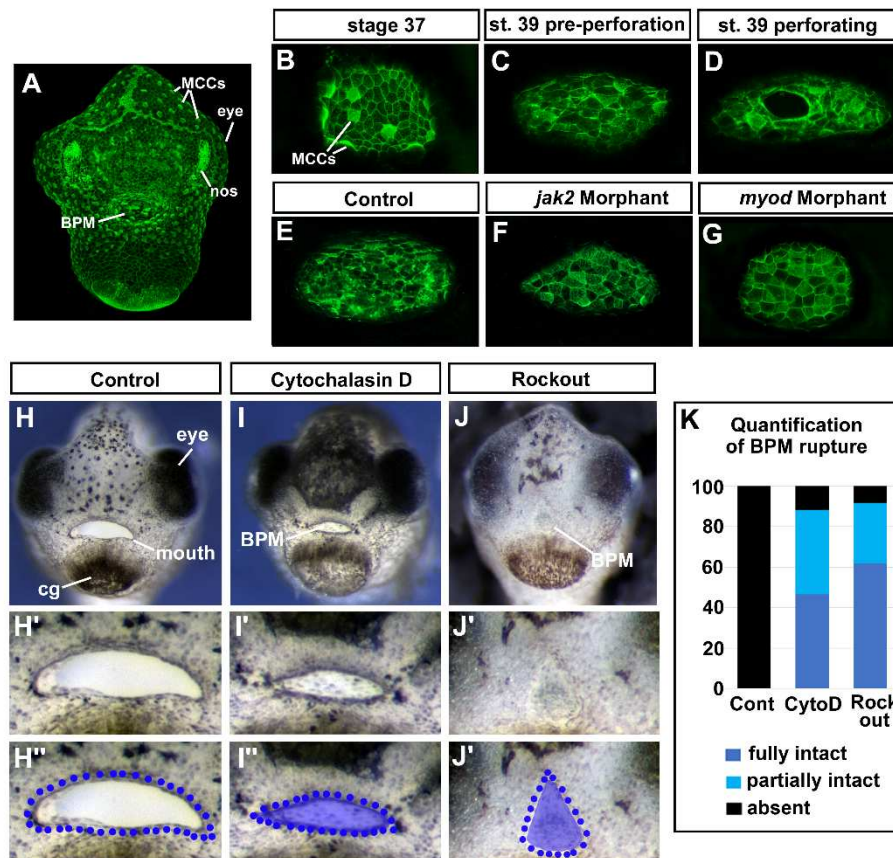 stage 37
st. 39 pre-perforation
st. 39 perforating
A
MCCs
eye
nos
BPM
B
MCCs
C
D
Control
jak2 Morphant
myod Morphant
E
F
G
Control
Cytochalasin D
Rockout
H
eye
mouth
cg
I
BPM
J
BPM
H'
I'
J'
H"
I"
J'
K
Quantification
of BPM rupture
100
80
60
40
20
0
Cont
CytoD
Rock
out
fully intact
partially intact
absent